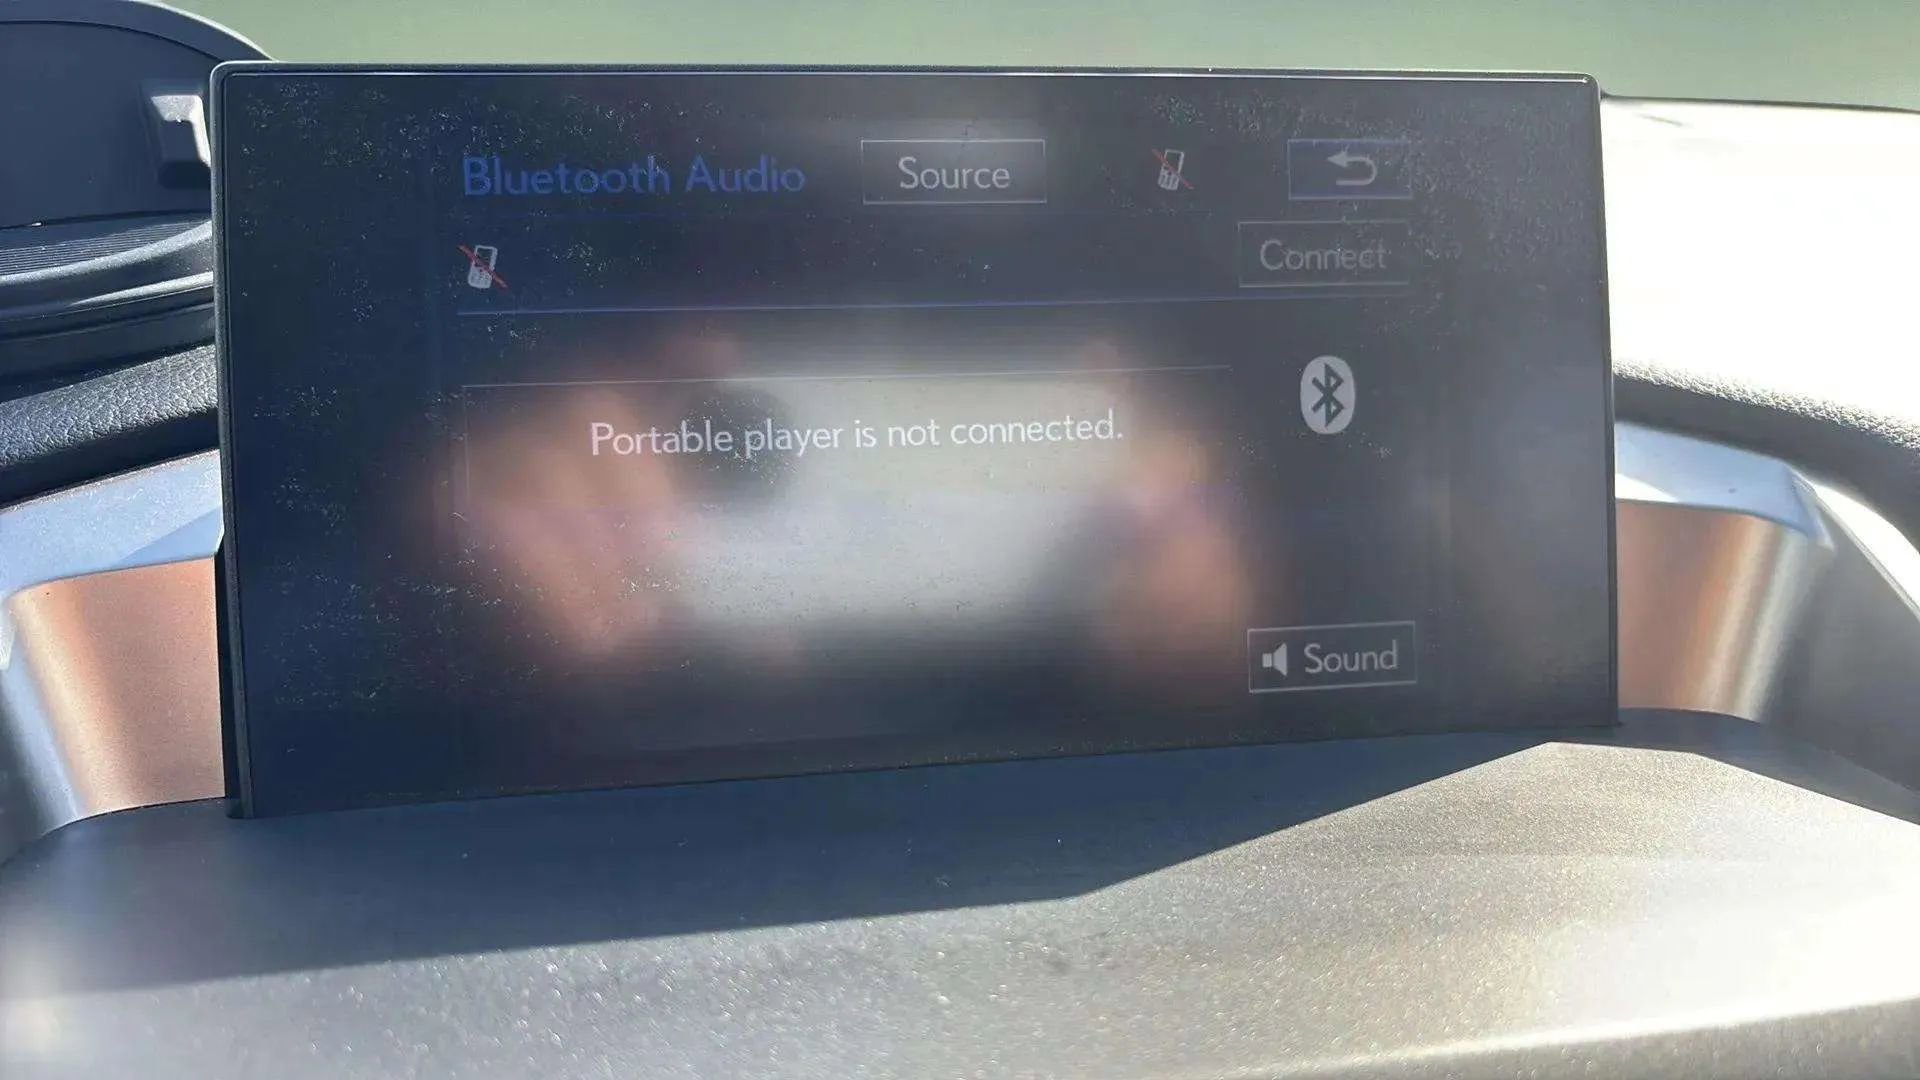 Bluetooth Audio
Source
Connect
Portable player is not connected.
Sound